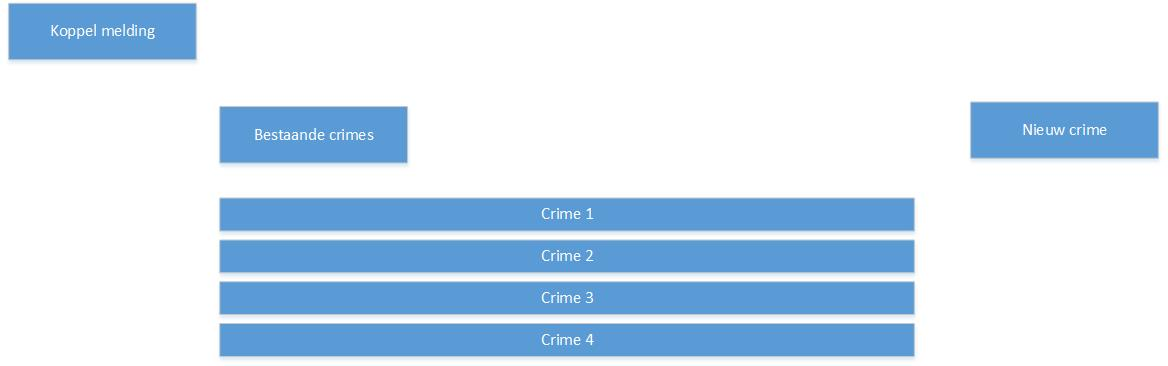 Koppel melding
Bestaande crimes
Nieuw crime
Crime 1
Crime 2
Crime 3
Crime 4